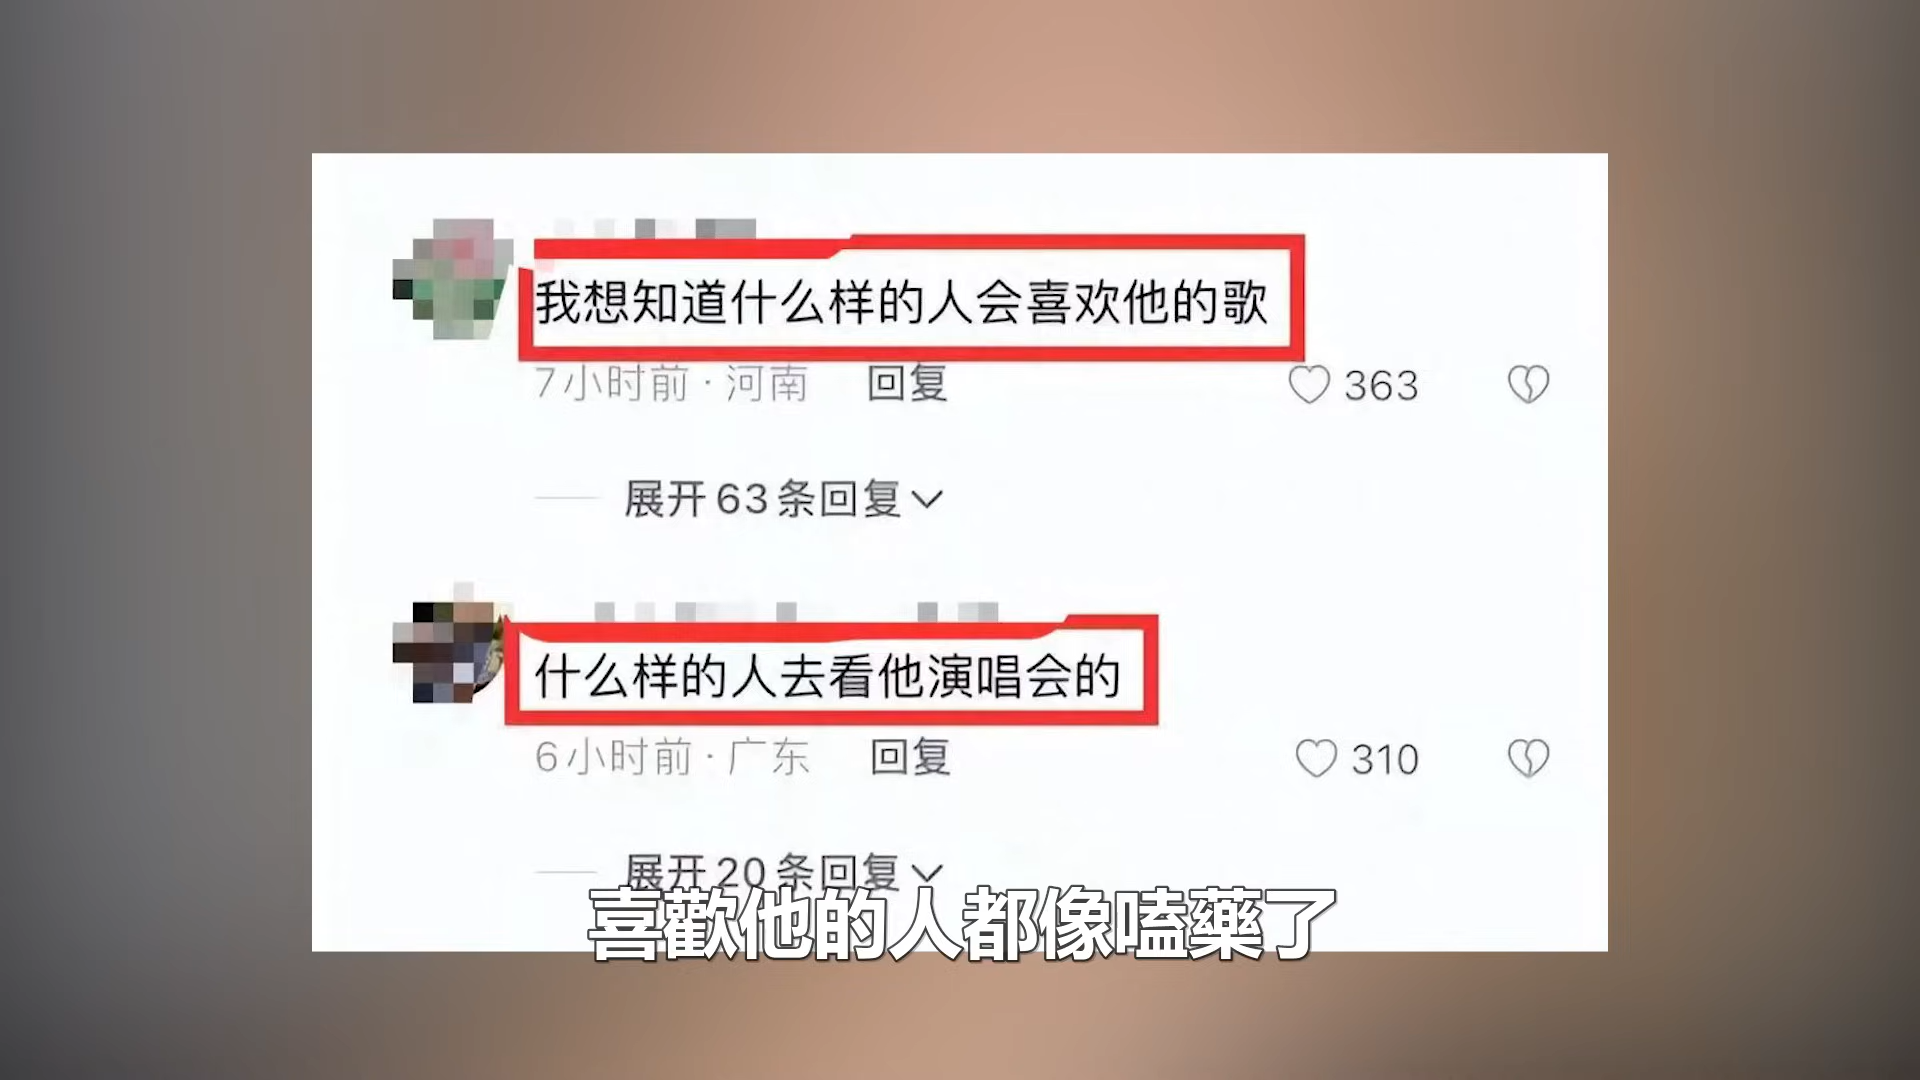 我想知道什么样的人会喜欢他的歌
7小时前·河南 回复 363
展开63条回复
什么样的人去看他演唱会的
6小时前·广东 回复 310
展开20条回复
喜歡他的人都像嗑藥了